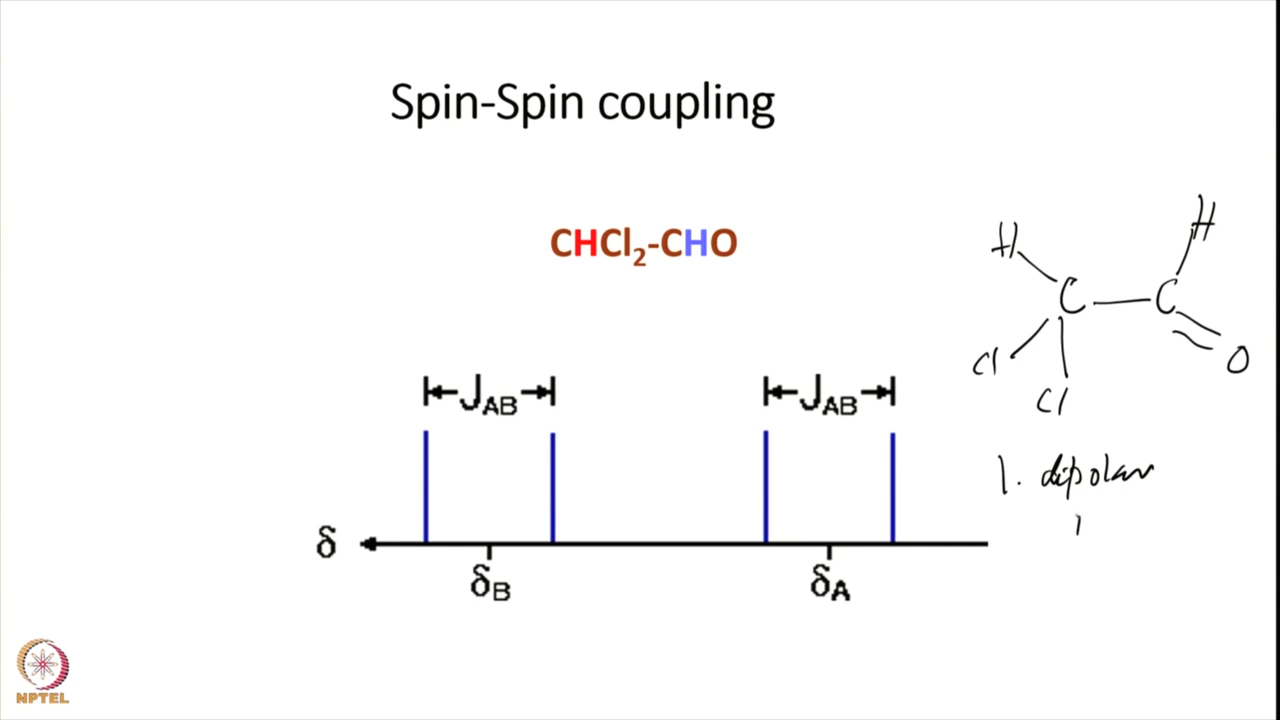 Spin-Spin coupling
CHCl₂-CHO
H
H
C
C
Cl
Cl
O
J_AB
J_AB
1. dipolar
δ
δ_B
δ_A
NPTEL